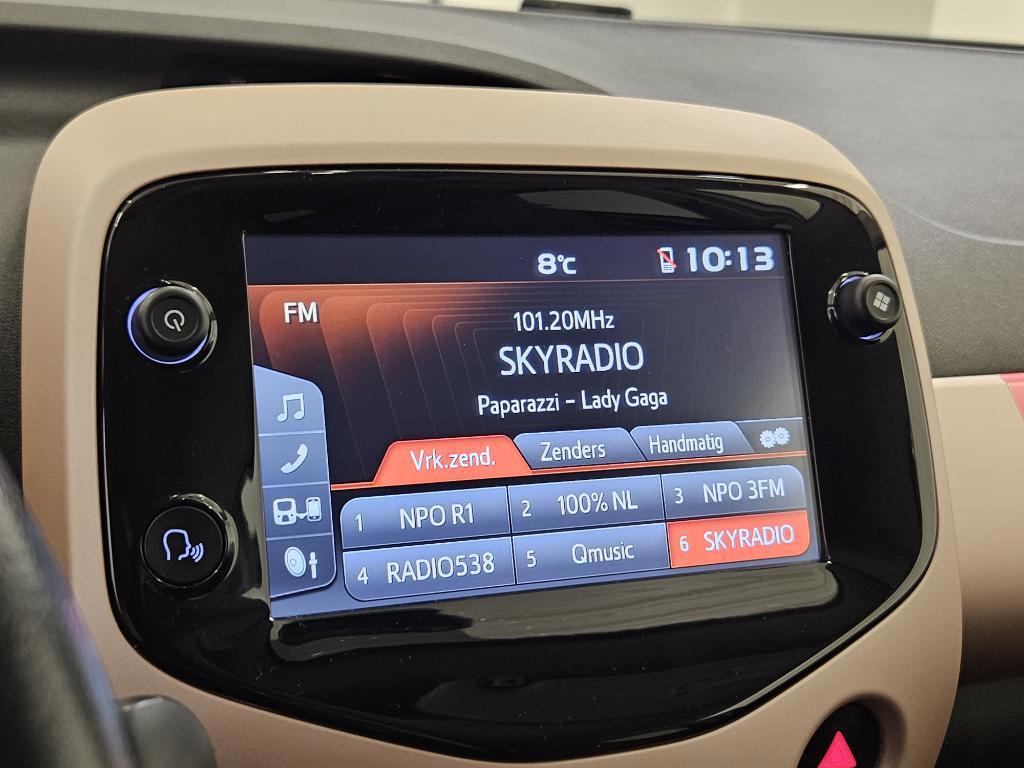 8°C 10:13
FM
101.20MHz
SKYRADIO
Paparazzi - Lady Gaga
Vrk.zend. Zenders Handmatig
1 NPO R1 2 100% NL 3 NPO 3FM
4 RADIO538 5 Qmusic 6 SKYRADIO